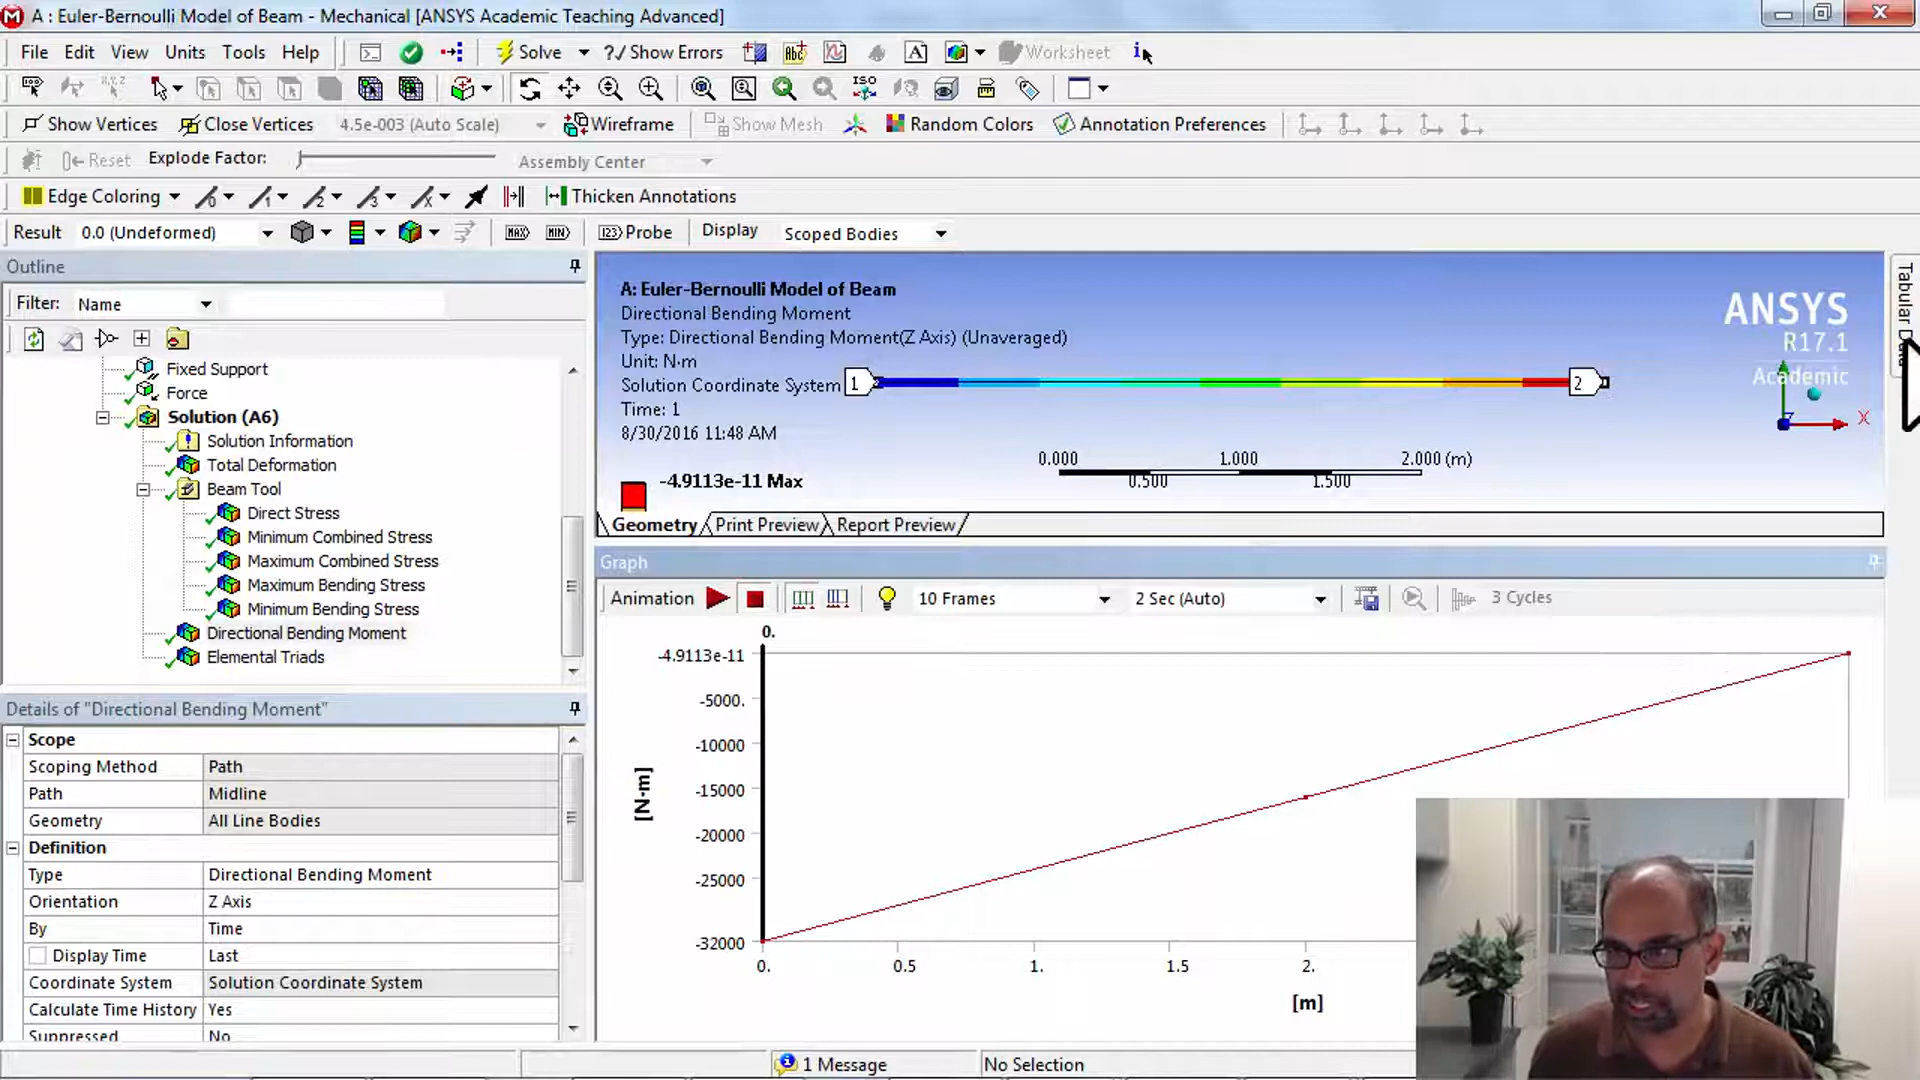 A : Euler-Bernoulli Model of Beam - Mechanical [ANSYS Academic Teaching Advanced]
File Edit View Units Tools Help Solve ?/ Show Errors Worksheet
ISO
Show Vertices Close Vertices 4.5e-003 (Auto Scale) Wireframe Show Mesh Random Colors Annotation Preferences
Reset Explode Factor: Assembly Center
Edge Coloring Thicken Annotations
Result 0.0 (Undeformed) MAX MIN Probe Display Scoped Bodies
Outline
Filter: Name
Fixed Support
Force
Solution (A6)
Solution Information
Total Deformation
Beam Tool
Direct Stress
Minimum Combined Stress
Maximum Combined Stress
Maximum Bending Stress
Minimum Bending Stress
Directional Bending Moment
Elemental Triads
Details of "Directional Bending Moment"
Scope
Scoping Method Path
Path Midline
Geometry All Line Bodies
Definition
Type Directional Bending Moment
Orientation Z Axis
By Time
Display Time Last
Coordinate System Solution Coordinate System
Calculate Time History Yes
Suppressed No
A: Euler-Bernoulli Model of Beam
Directional Bending Moment
Type: Directional Bending Moment(Z Axis) (Unaveraged)
Unit: N·m
Solution Coordinate System
Time: 1
8/30/2016 11:48 AM
-4.9113e-11 Max
1
2
0.000 1.000 2.000 (m)
0.500 1.500
ANSYS
R17.1
Academic
X
Tabular
Geometry Print Preview Report Preview
Graph
Animation 10 Frames 2 Sec (Auto) 3 Cycles
0.
-4.9113e-11
-5000.
-10000
-15000
-20000
-25000
-32000
[N·m]
0. 0.5 1. 1.5 2.
[m]
1 Message No Selection